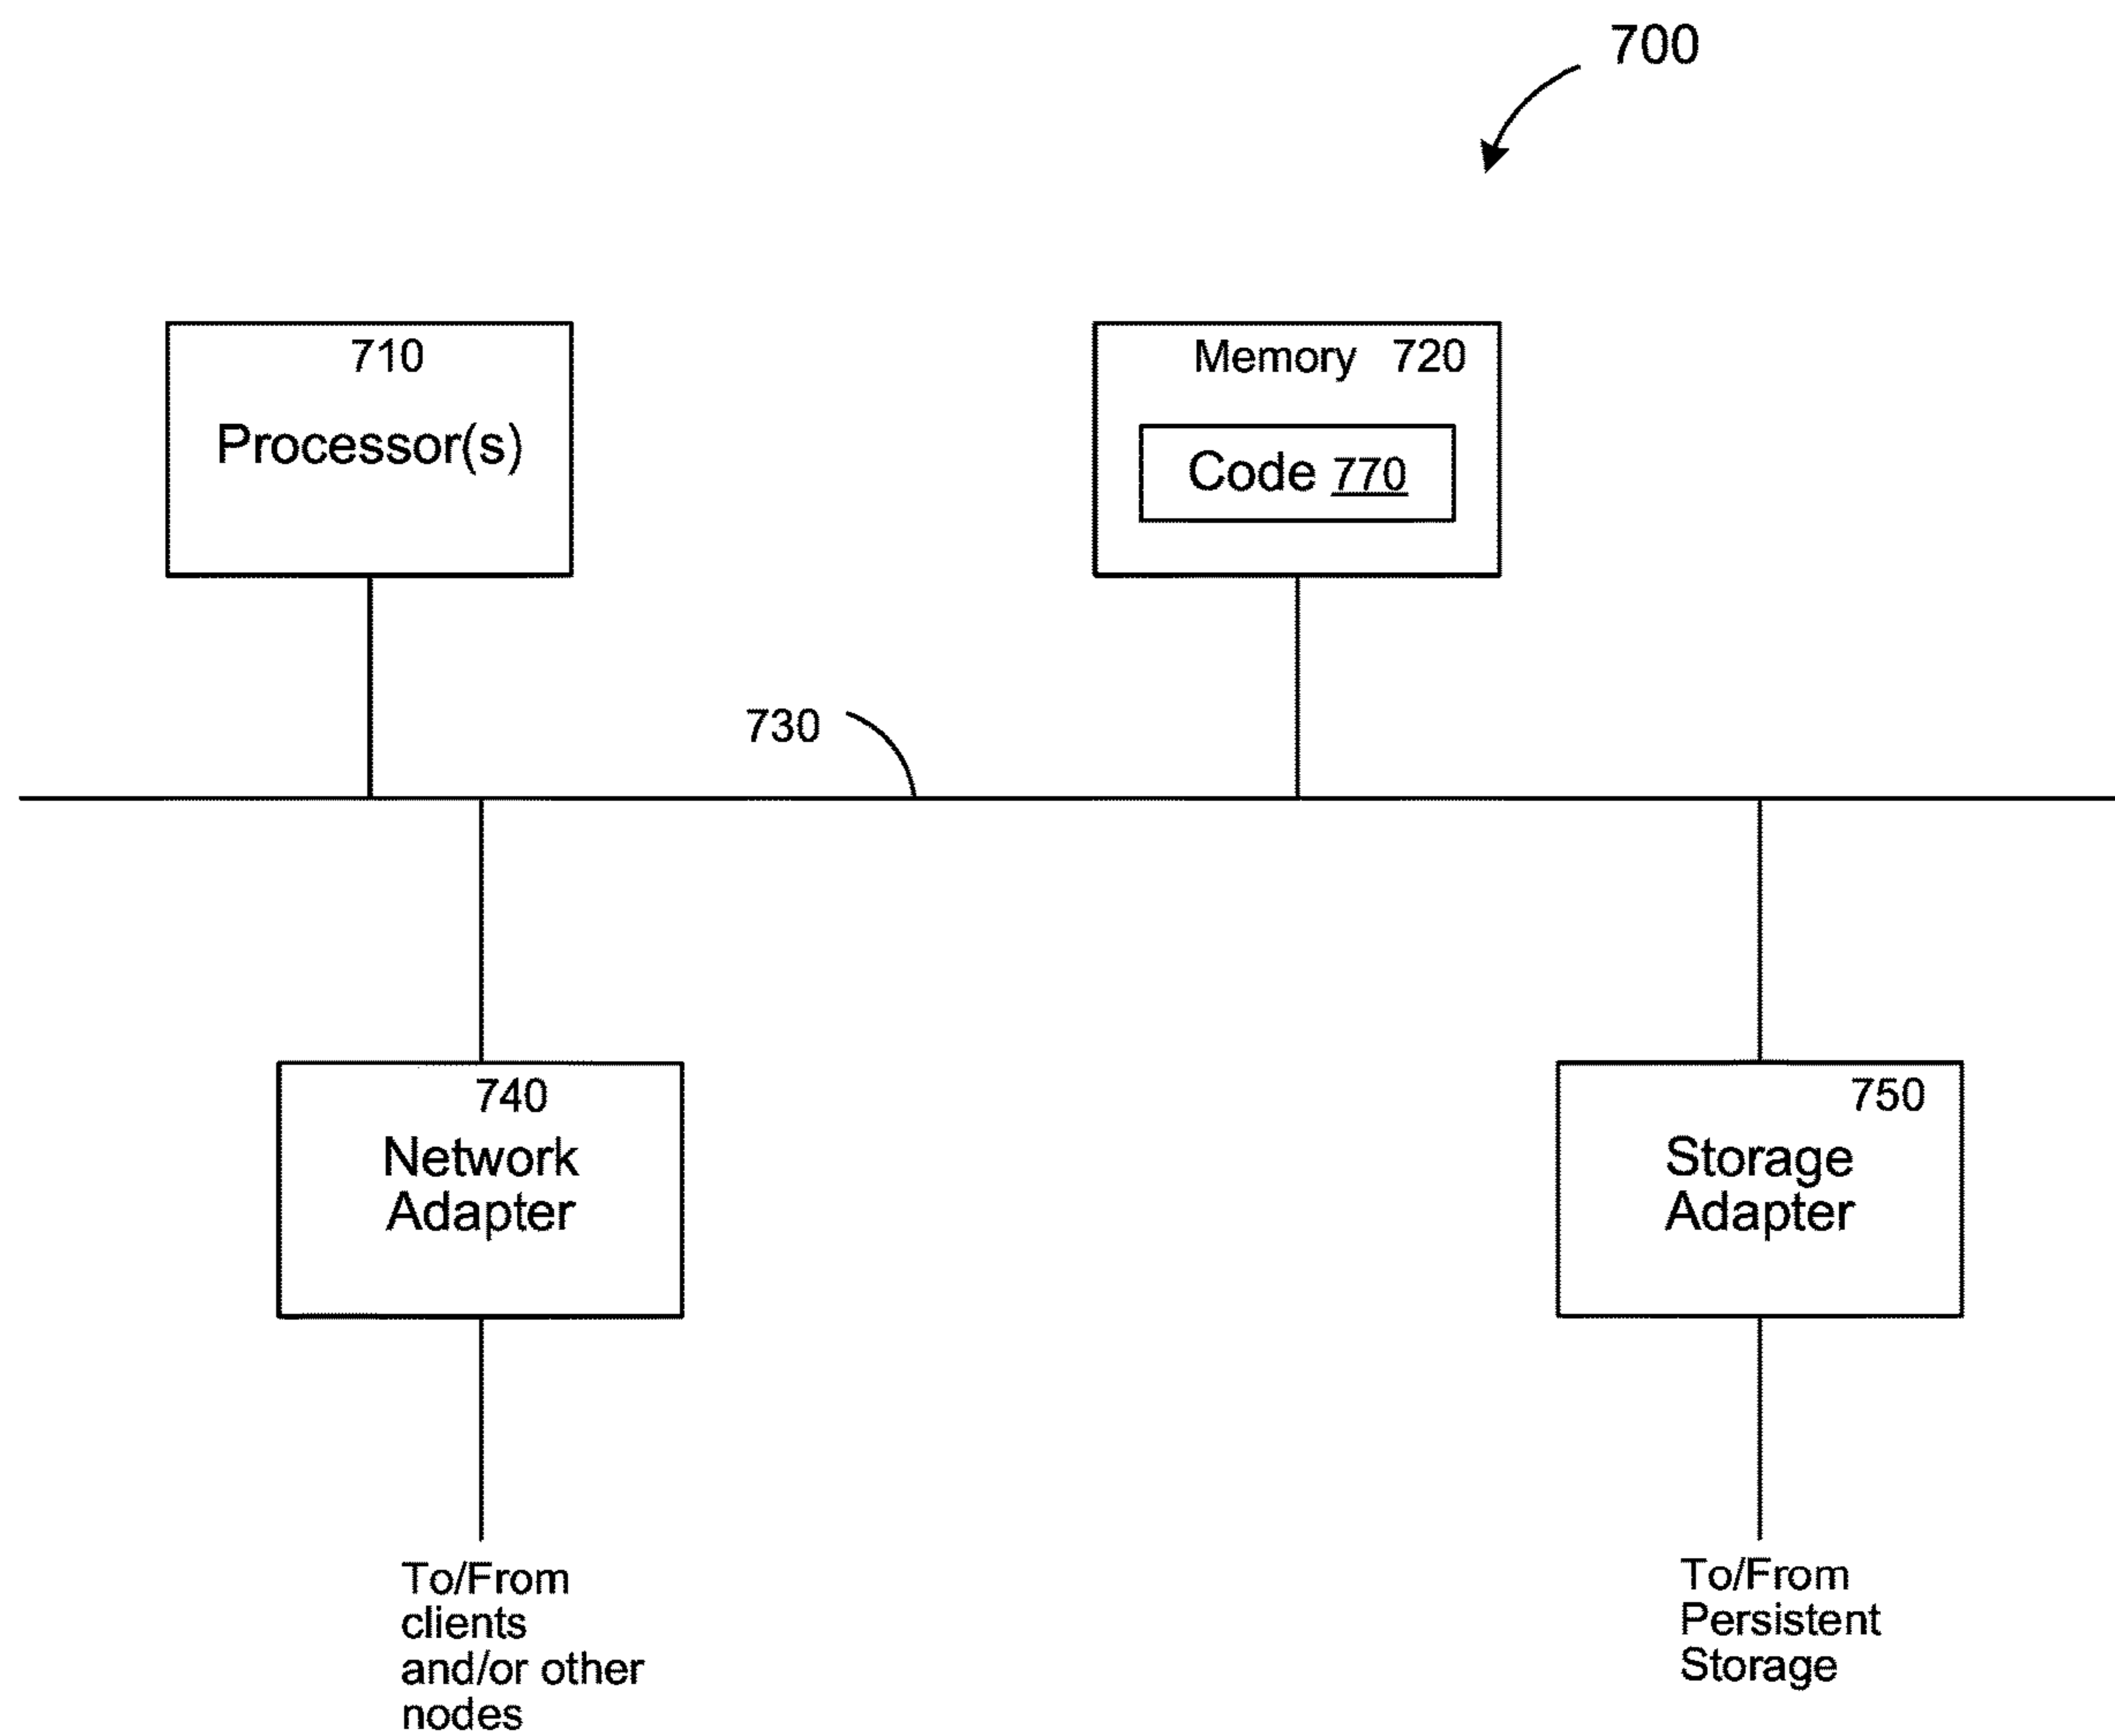 700
710
Processor(s)
Memory 720
Code 770
730
740
Network
Adapter
750
Storage
Adapter
To/From
clients
and/or other
nodes
To/From
Persistent
Storage